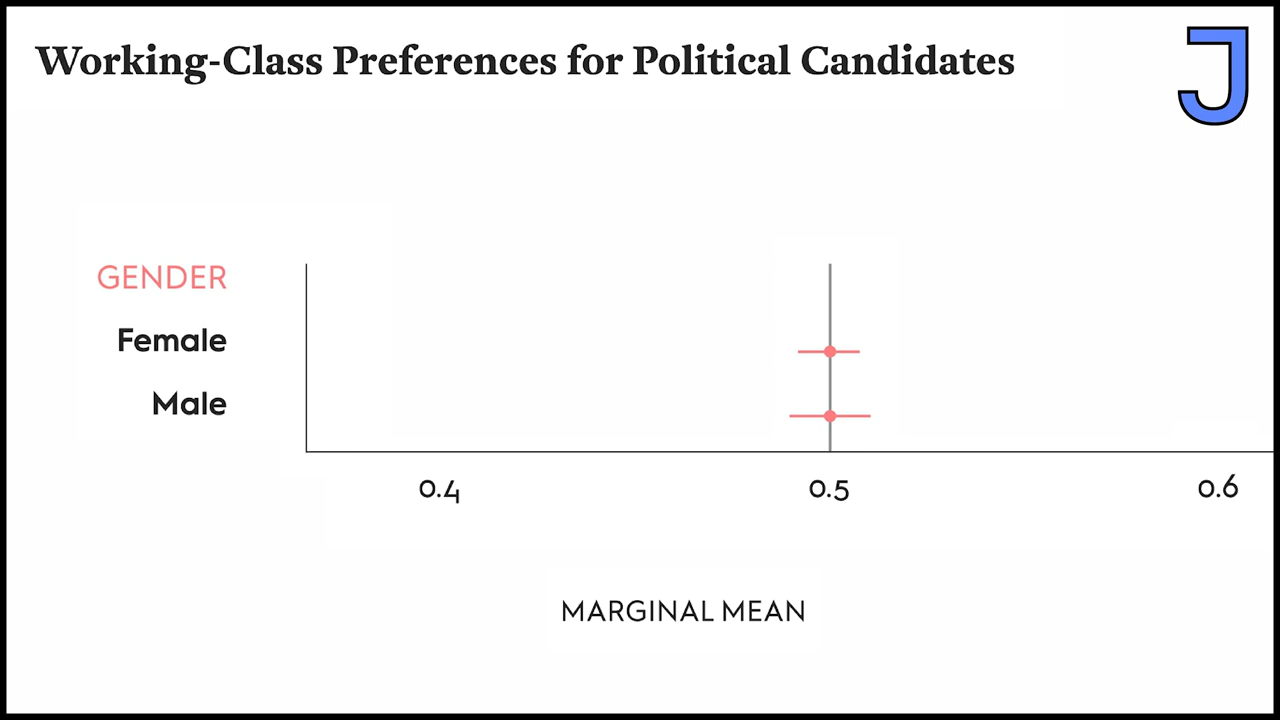 Working-Class Preferences for Political Candidates
J
GENDER
Female
Male
0.4 0.5 0.6
MARGINAL MEAN